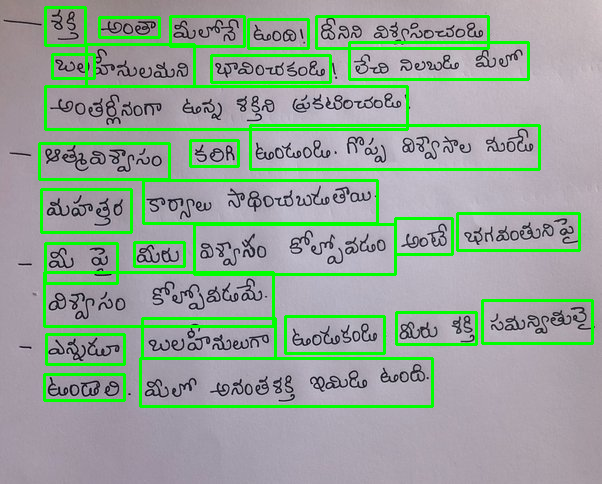 — శక్తి అంతా మీలోనే ఉంది! దీనిని విశ్వసించండి
బలహీనులమని భావించకండి! లేచి నిలబడి మీలో
అంతర్లీనంగా ఉన్న శక్తిని ప్రకటించండి!
— ఆత్మవిశ్వాసం కలిగి ఉండండి. గొప్ప విశ్వాసాల నుండే
మహత్తర కార్యాలు సాధించబడుతాయి.
– మీ పై మీరు విశ్వాసం కోల్పోవడం అంటే భగవంతునిపై
విశ్వాసం కోల్పోవడమే.
– ఎన్నడూ బలహీనులుగా ఉండకండి. మీరు శక్తి సమన్వితులై
ఉండాలి. మీలో అనంతశక్తి ఇమిడి ఉంది.